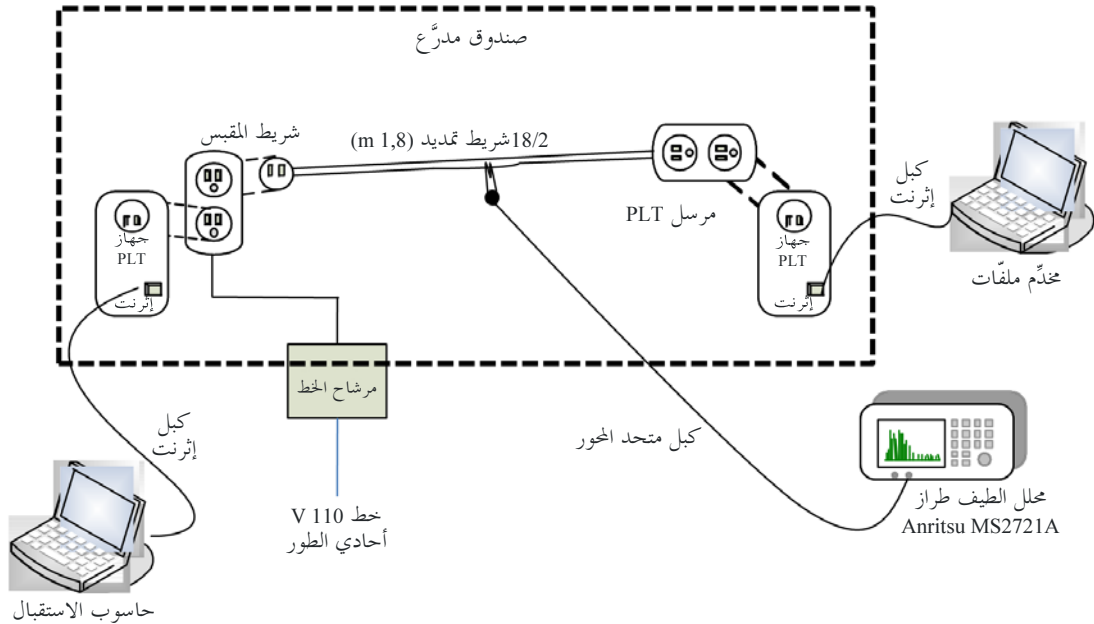 صندوق مدرَّع
شريط المقبس
18/2شريط تمديد (m 1,8)
كبل
إثرنت
مرسل PLT
جهاز
PLT
إثرنت
جهاز
PLT
إثرنت
مخدِّم ملفّات
مرشاح الخط
كبل
إثرنت
كبل متحد المحور
خط V 110
أحادي الطور
محلل الطيف طراز
Anritsu MS2721A
حاسوب الاستقبال